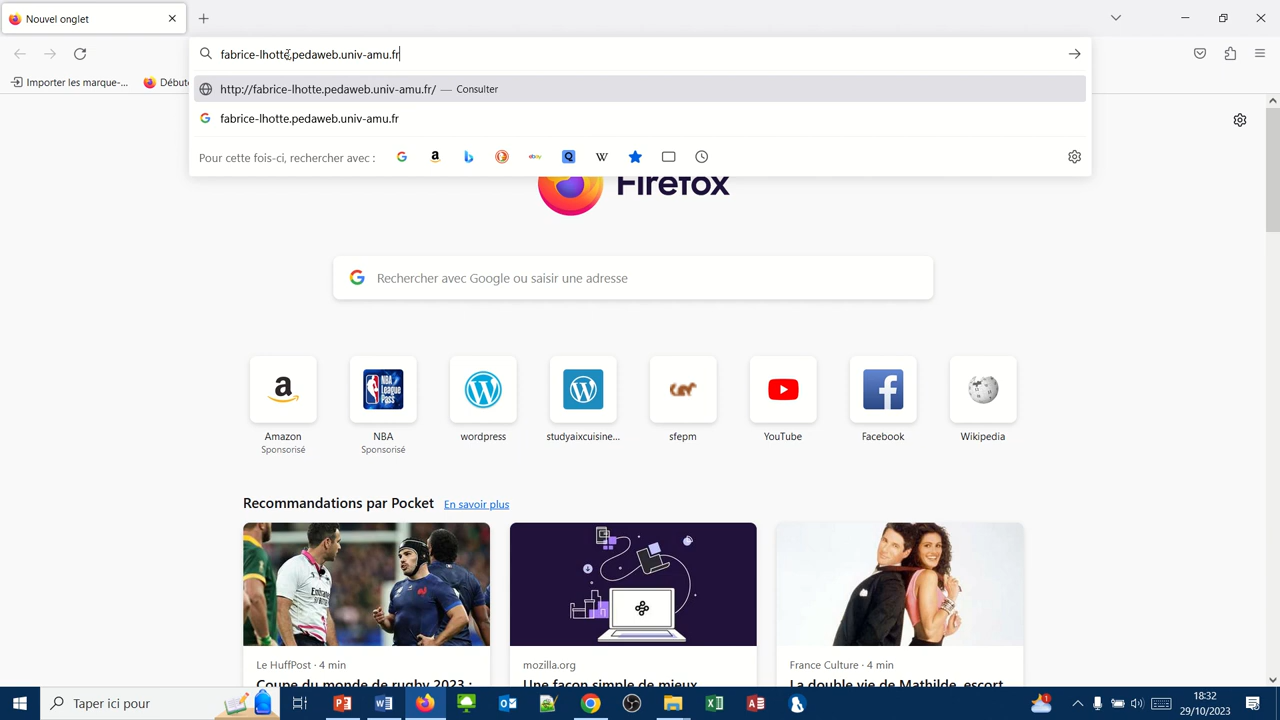 Nouvel onglet
fabrice-lhotte.pedaweb.univ-amu.fr
Importer les marque-...
Début
http://fabrice-lhotte.pedaweb.univ-amu.fr/ — Consulter
fabrice-lhotte.pedaweb.univ-amu.fr
Pour cette fois-ci, rechercher avec :
Firefox
Rechercher avec Google ou saisir une adresse
Amazon
Sponsorisé
NBA
Sponsorisé
wordpress
studyaixcuisine...
sfepm
YouTube
Facebook
Wikipedia
Recommandations par Pocket
En savoir plus
Le HuffPost · 4 min
Coupe du monde de rugby 2023 :
mozilla.org
Une façon simple de mieux
France Culture · 4 min
La double vie de Mathilde, escort
Taper ici pour
18:32
29/10/2023